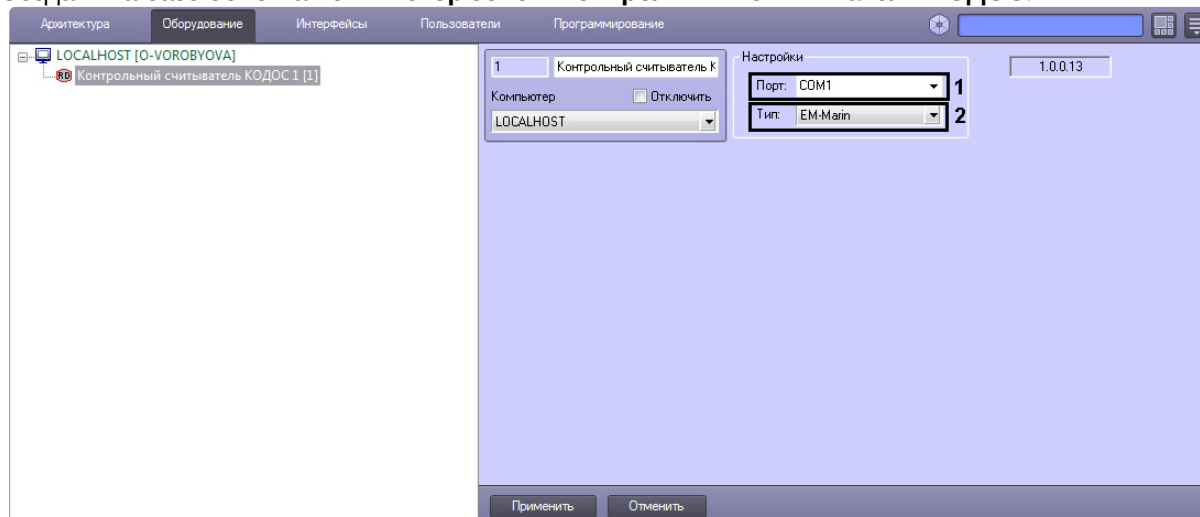 Архитектура Оборудование Интерфейсы Пользователи Программирование
LOCALHOST [O-VOROBYOVA]
Контрольный считыватель КОДОС 1 [1]
1 Контрольный считыватель К
Компьютер Отключить
LOCALHOST
Настройки
Порт: COM1 1
Тип: EM-Marin 2
1.0.0.13
Применить Отменить